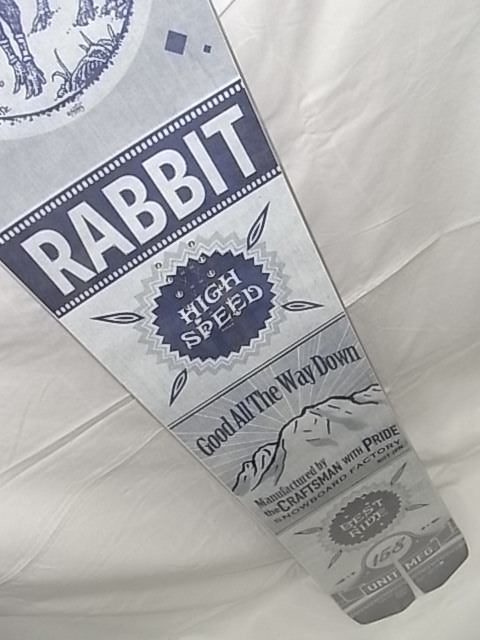 RABBIT
HIGH
SPEED
Good All The Way Down
Manufactured by
the CRAFTSMAN WITH PRIDE
SNOWBOARD FACTORY
BEST
RIDE
158
UNIT MFG.